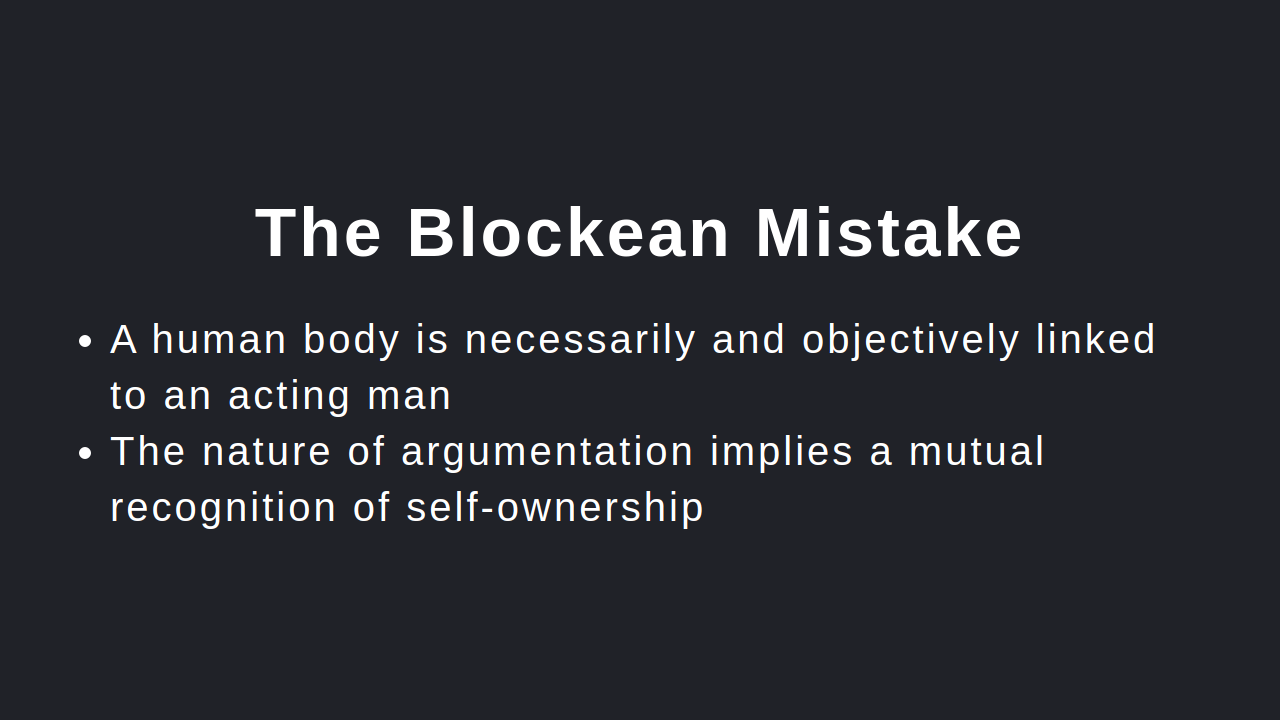 The Blockean Mistake
• A human body is necessarily and objectively linked
to an acting man
• The nature of argumentation implies a mutual
recognition of self-ownership